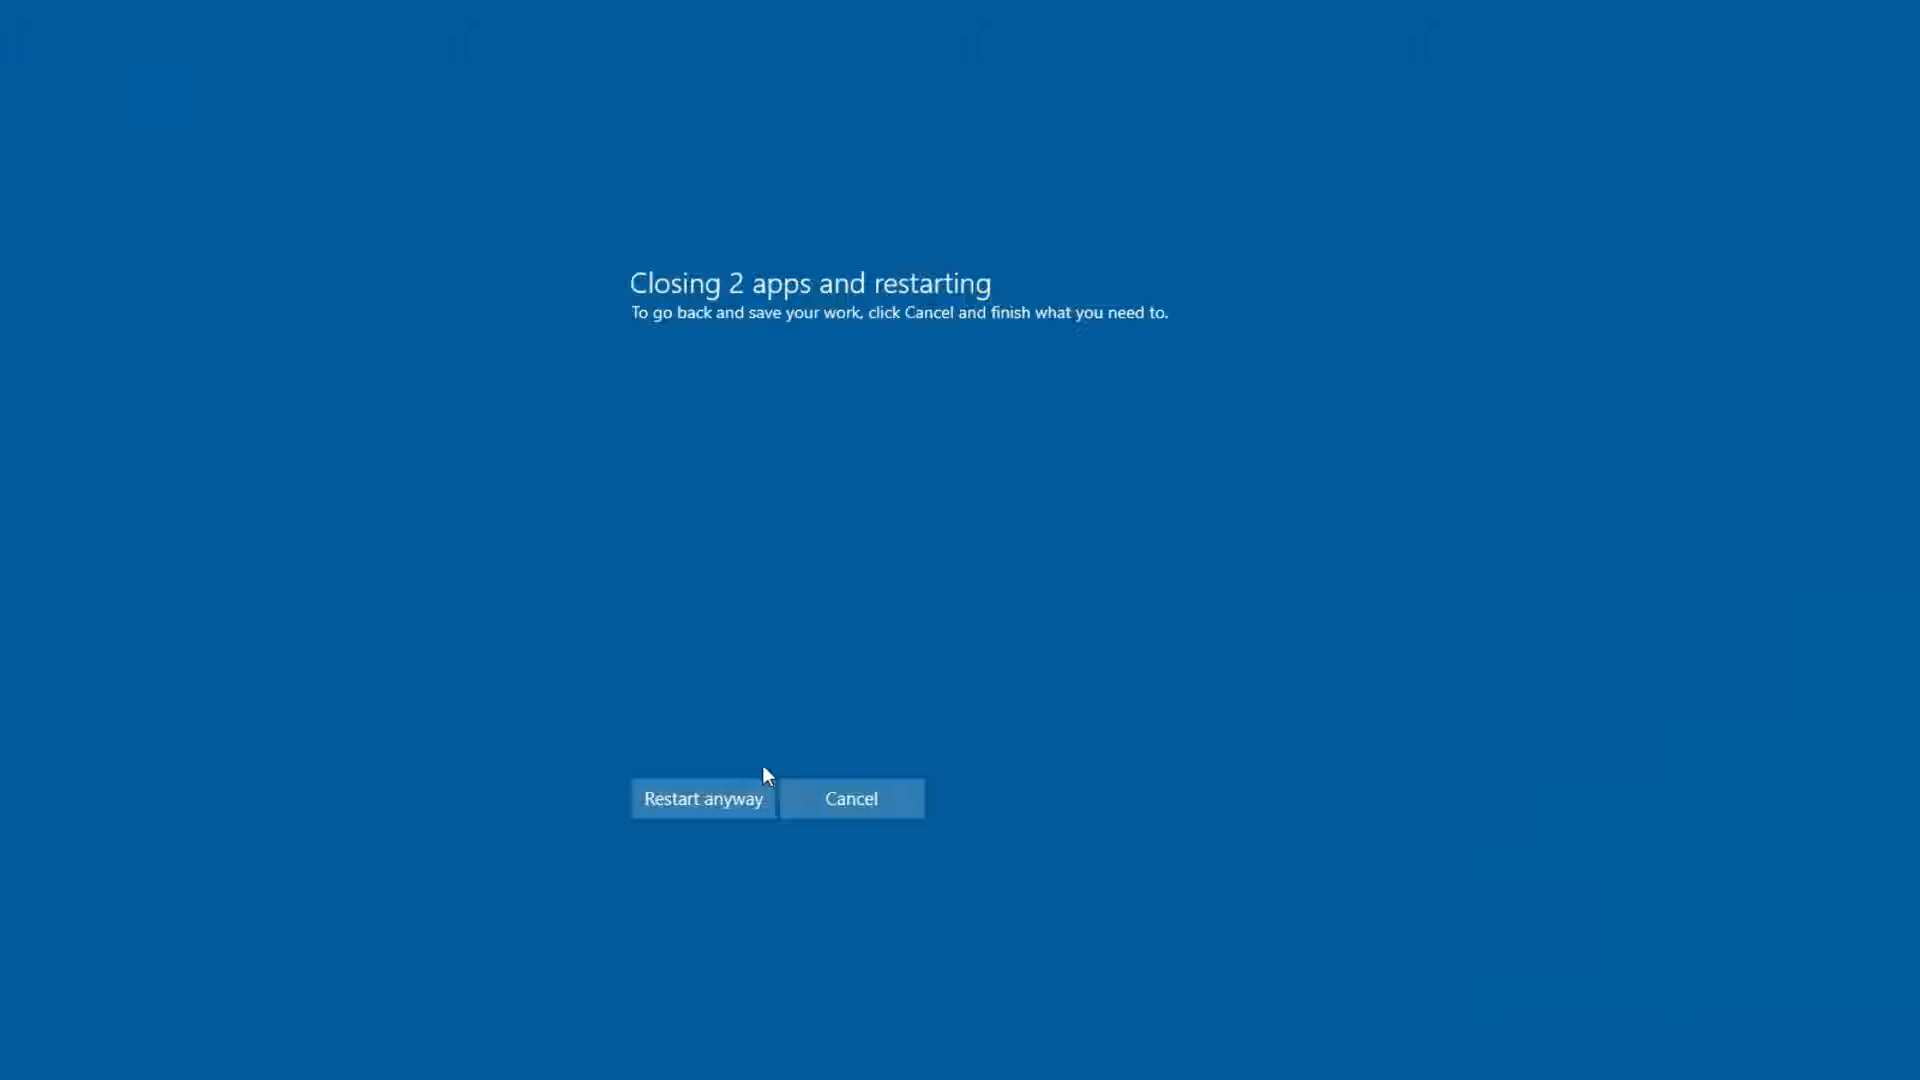 Closing 2 apps and restarting
To go back and save your work, click Cancel and finish what you need to.
Restart anyway
Cancel